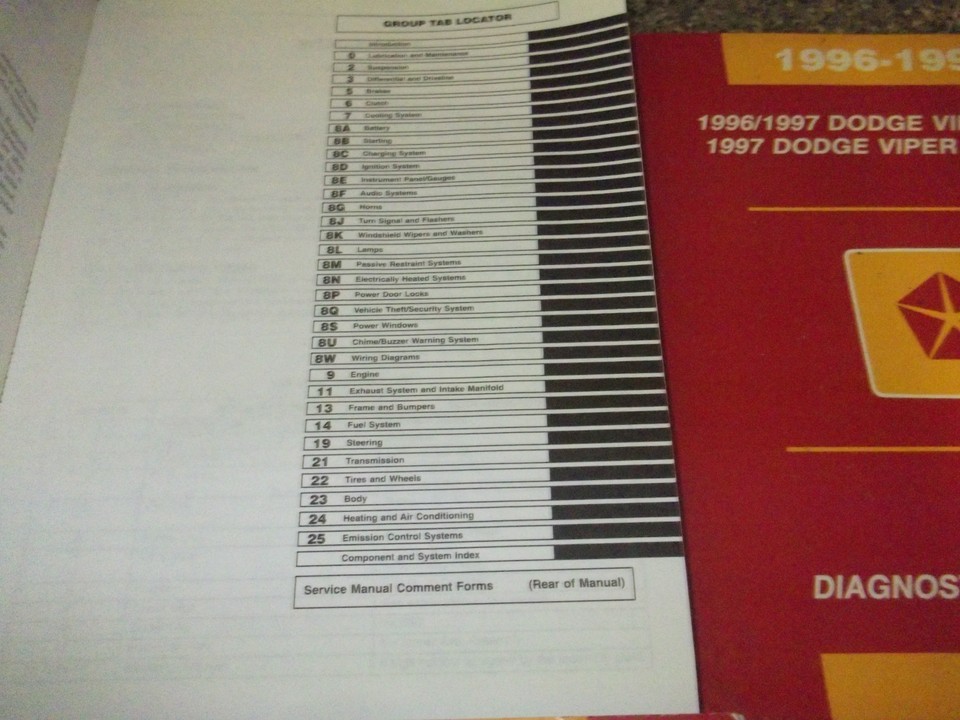 GROUP TAB LOCATOR
Introduction
0 Lubrication and Maintenance
2 Suspension
3 Differential and Driveline
5 Brakes
6 Clutch
7 Cooling System
8A Battery
8B Starting
8C Charging System
8D Ignition System
8E Instrument Panel/Gauges
8F Audio Systems
8G Horns
8J Turn Signal and Flashers
8K Windshield Wipers and Washers
8L Lamps
8M Passive Restraint Systems
8N Electrically Heated Systems
8P Power Door Locks
8Q Vehicle Theft/Security System
8S Power Windows
8U Chime/Buzzer Warning System
8W Wiring Diagrams
9 Engine
11 Exhaust System and Intake Manifold
13 Frame and Bumpers
14 Fuel System
19 Steering
21 Transmission
22 Tires and Wheels
23 Body
24 Heating and Air Conditioning
25 Emission Control Systems
Component and System Index
Service Manual Comment Forms (Rear of Manual)
1996-199
1996/1997 DODGE VI
1997 DODGE VIPER
DIAGNOS